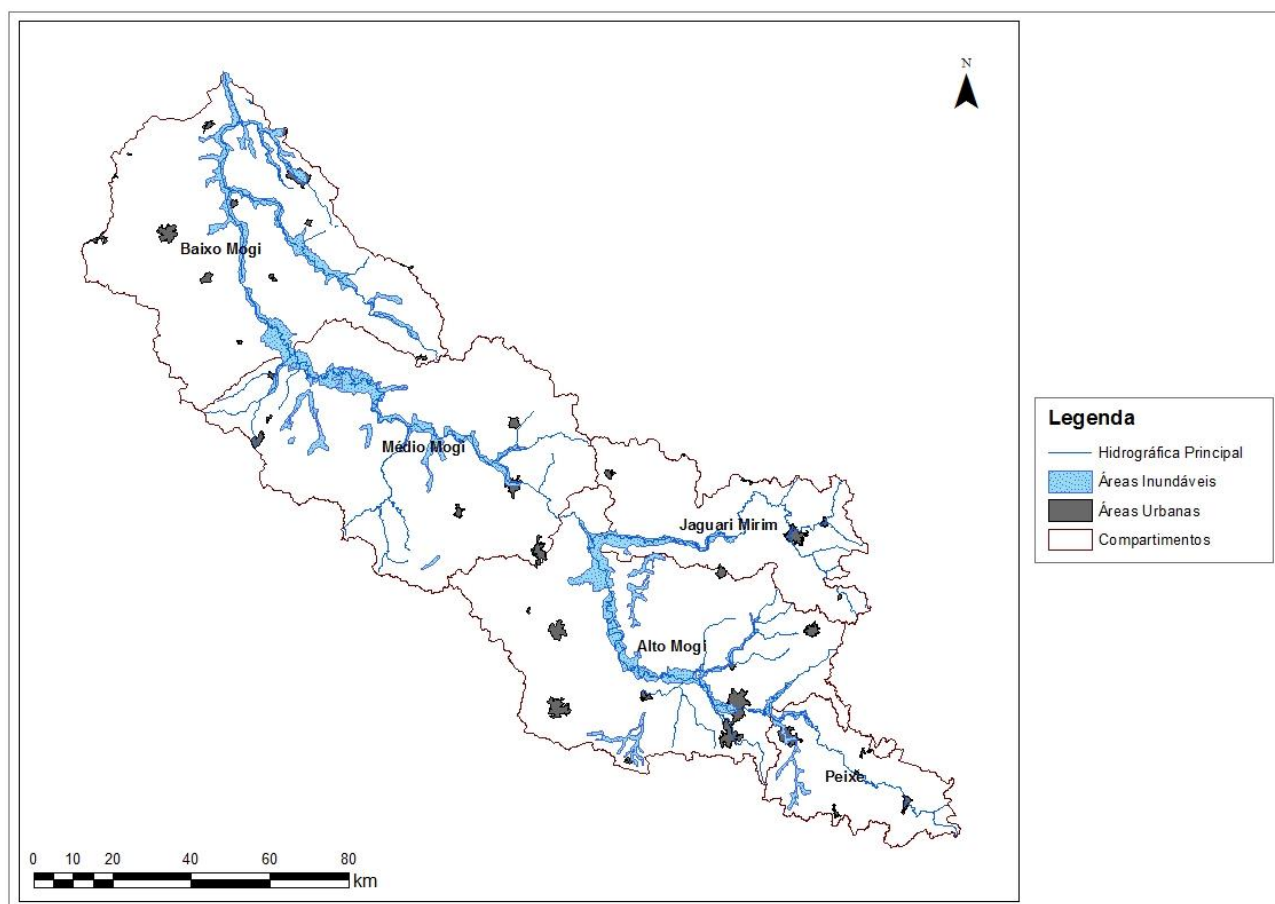 N
Baixo Mogi
Médio Mogi
Jaguari Mirim
Alto Mogi
Peixe
Legenda
Hidrográfica Principal
Áreas Inundáveis
Áreas Urbanas
Compartimentos
0 10 20 40 60 80
km